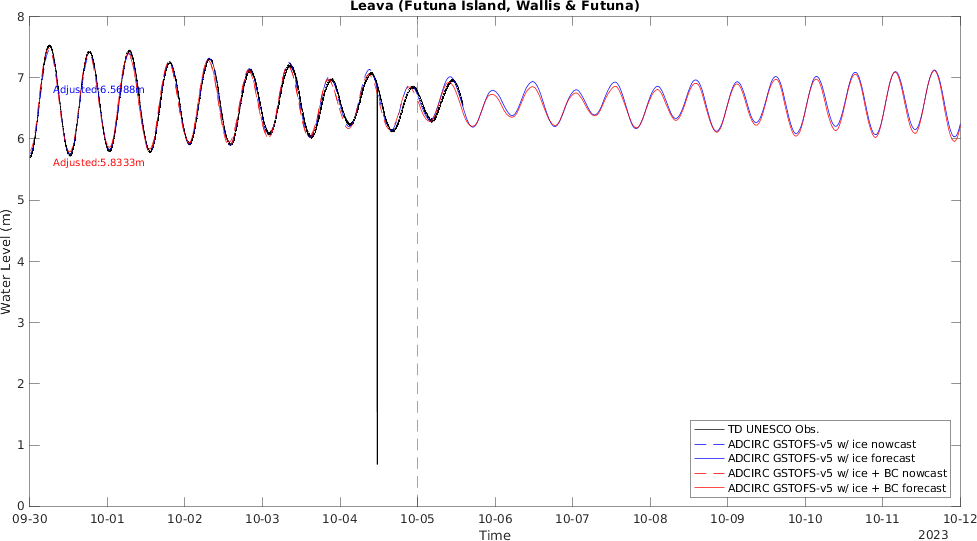 Leava (Futuna Island, Wallis & Futuna)
8
7
6
5
4
3
2
1
0
Water Level (m)
Adjusted:6.5688m
Adjusted:5.8333m
TD UNESCO Obs.
ADCIRC GSTOFS-v5 w/ ice nowcast
ADCIRC GSTOFS-v5 w/ ice forecast
ADCIRC GSTOFS-v5 w/ ice + BC nowcast
ADCIRC GSTOFS-v5 w/ ice + BC forecast
09-30 10-01 10-02 10-03 10-04 10-05 10-06 10-07 10-08 10-09 10-10 10-11 10-12
Time
2023